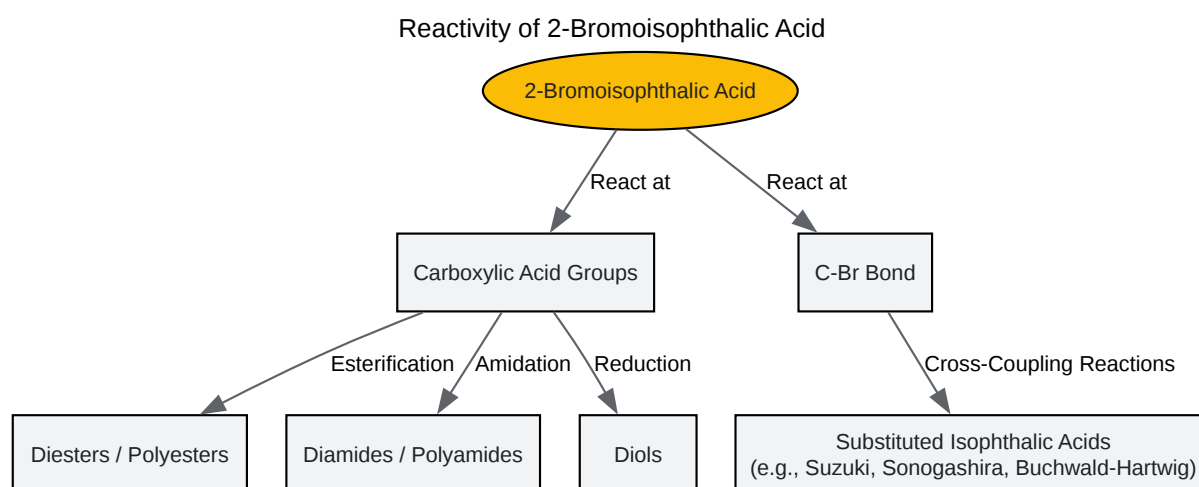 Reactivity of 2-Bromoisophthalic Acid
2-Bromoisophthalic Acid
React at
React at
Carboxylic Acid Groups
C-Br Bond
Esterification
Amidation
Reduction
Cross-Coupling Reactions
Diesters / Polyesters
Diamides / Polyamides
Diols
Substituted Isophthalic Acids
(e.g., Suzuki, Sonogashira, Buchwald-Hartwig)